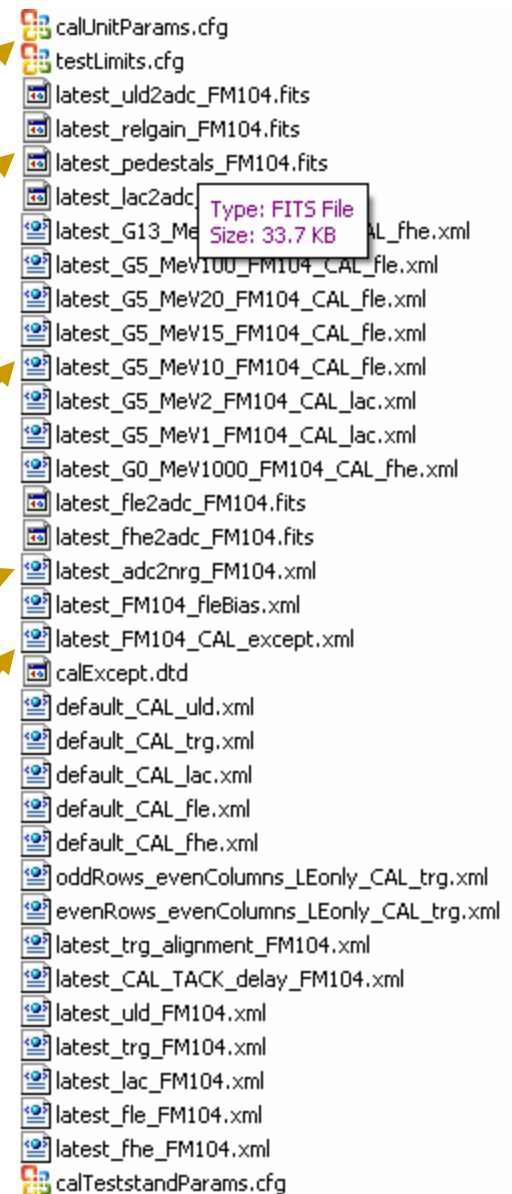 calUnitParams.cfg
testLimits.cfg
latest_uld2adc_FM104.fits
latest_relgain_FM104.fits
latest_pedestals_FM104.fits
latest_lac2adc_
Type: FITS File
Size: 33.7 KB
latest_G13_Me AL_fhe.xml
latest_G5_MeV100_FM104_CAL_fle.xml
latest_G5_MeV20_FM104_CAL_fle.xml
latest_G5_MeV15_FM104_CAL_fle.xml
latest_G5_MeV10_FM104_CAL_fle.xml
latest_G5_MeV2_FM104_CAL_lac.xml
latest_G5_MeV1_FM104_CAL_lac.xml
latest_G0_MeV1000_FM104_CAL_fhe.xml
latest_fle2adc_FM104.fits
latest_fhe2adc_FM104.fits
latest_adc2nrg_FM104.xml
latest_FM104_fleBias.xml
latest_FM104_CAL_except.xml
calExcept.dtd
default_CAL_uld.xml
default_CAL_trg.xml
default_CAL_lac.xml
default_CAL_fle.xml
default_CAL_fhe.xml
oddRows_evenColumns_LEonly_CAL_trg.xml
evenRows_evenColumns_LEonly_CAL_trg.xml
latest_trg_alignment_FM104.xml
latest_CAL_TACK_delay_FM104.xml
latest_uld_FM104.xml
latest_trg_FM104.xml
latest_lac_FM104.xml
latest_fle_FM104.xml
latest_fhe_FM104.xml
calTeststandParams.cfg